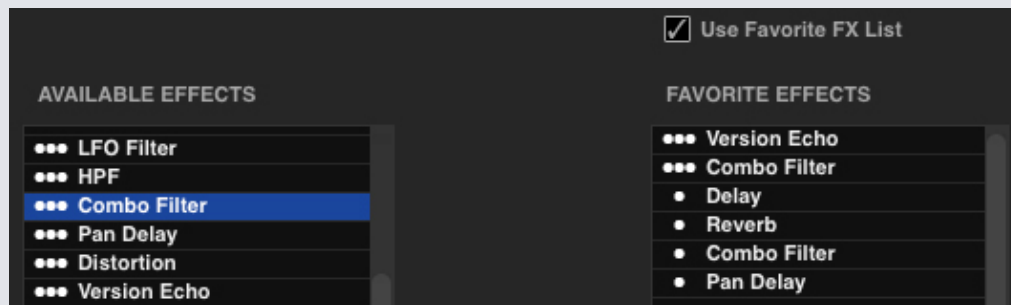 Use Favorite FX List
AVAILABLE EFFECTS
••• LFO Filter
••• HPF
••• Combo Filter
••• Pan Delay
••• Distortion
••• Version Echo
FAVORITE EFFECTS
••• Version Echo
••• Combo Filter
• Delay
• Reverb
• Combo Filter
• Pan Delay